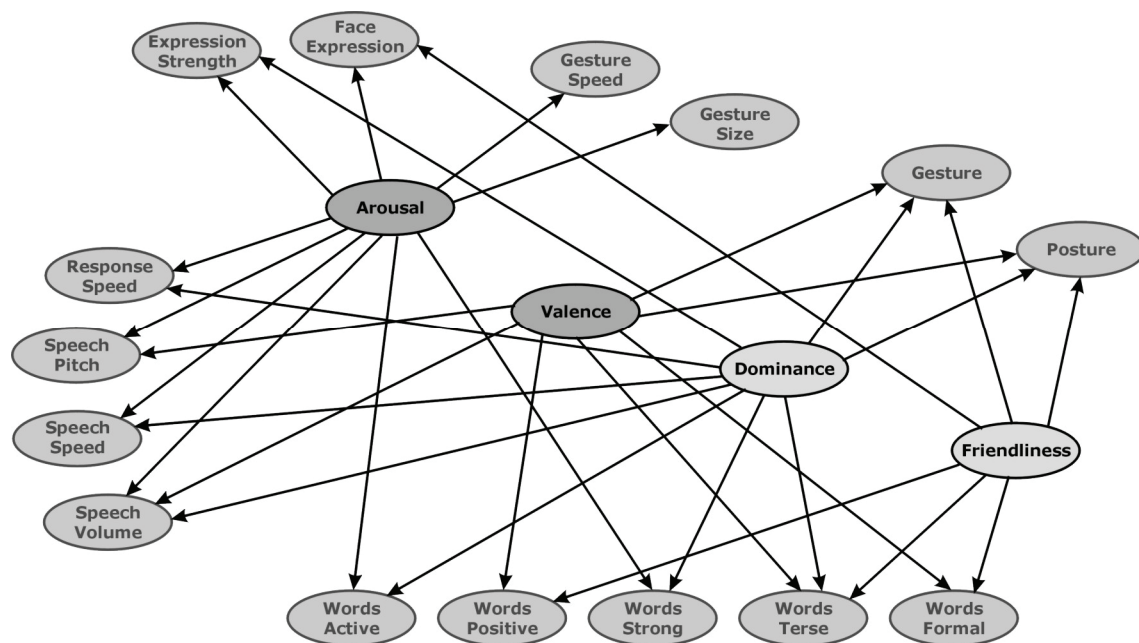 Expression
Strength
Face
Expression
Gesture
Speed
Gesture
Size
Gesture
Arousal
Posture
Response
Speed
Valence
Speech
Pitch
Dominance
Speech
Speed
Friendliness
Speech
Volume
Words
Active
Words
Positive
Words
Strong
Words
Terse
Words
Formal